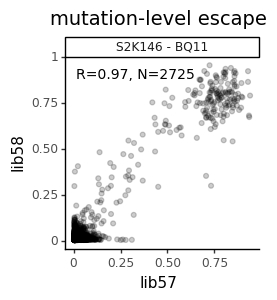 mutation-level escape
S2K146 - BQ11
R=0.97, N=2725
1
0.75
0.50
0.25
0
lib58
0 0.25 0.50 0.75
lib57